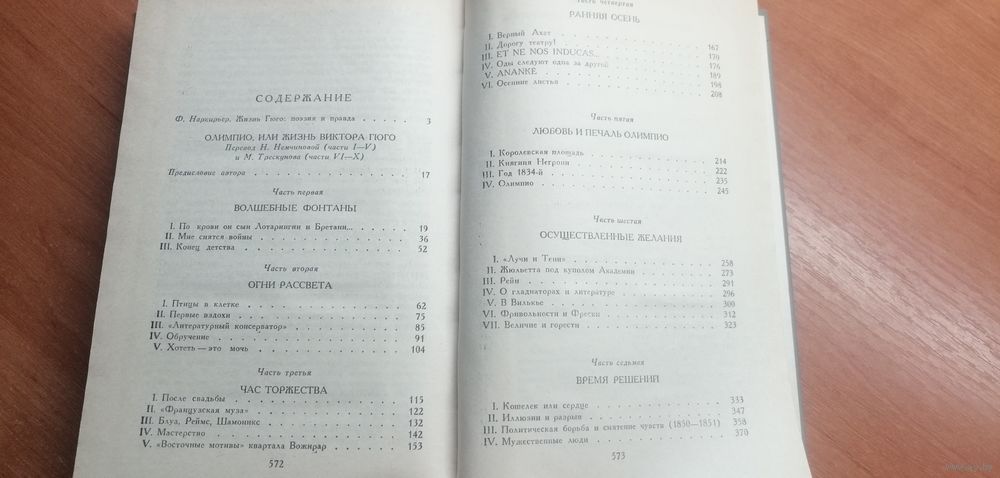 СОДЕРЖАНИЕ
Ф. Наркирьер. Жизнь Гюго: поэзия и правда . . . . . . 3
ОЛИМПИО, ИЛИ ЖИЗНЬ ВИКТОРА ГЮГО
Перевод Н. Немчиновой (части I—V)
и М. Трескунова (части VI—X)
Предисловие автора . . . . . . 17
Часть первая
ВОЛШЕБНЫЕ ФОНТАНЫ
I. По крови он сын Лотарингии и Бретани... . . . . . 19
II. Мне снятся войны . . . . . . 36
III. Конец детства . . . . . . 52
Часть вторая
ОГНИ РАССВЕТА
I. Птицы в клетке . . . . . . 62
II. Первые вздохи . . . . . . 75
III. «Литературный консерватор» . . . . . . 85
IV. Обручение . . . . . . 91
V. Хотеть — это мочь . . . . . . 104
Часть третья
ЧАС ТОРЖЕСТВА
I. После свадьбы . . . . . . 115
II. «Французская муза» . . . . . . 122
III. Блуа, Реймс, Шамоникс . . . . . . 132
IV. Мастерство . . . . . . 142
V. «Восточные мотивы» квартала Вожирар . . . . . . 153
572
Часть четвертая
РАННЯЯ ОСЕНЬ
I. Верный Ахат . . . . . . 167
II. Дорогу театру! . . . . . . 170
III. ET NE NOS INDUCAS... . . . . . . 176
IV. Оды следуют одна за другой . . . . . . 189
V. ANANKE . . . . . . 198
VI. Осенние листья . . . . . . 208
Часть пятая
ЛЮБОВЬ И ПЕЧАЛЬ ОЛИМПИО
I. Королевская площадь . . . . . . 214
II. Княгиня Негрони . . . . . . 222
III. Год 1834-й . . . . . . 235
IV. Олимпио . . . . . . 245
Часть шестая
ОСУЩЕСТВЛЕННЫЕ ЖЕЛАНИЯ
I. «Лучи и Тени» . . . . . . 258
II. Жюльетта под куполом Академии . . . . . . 273
III. Рейн . . . . . . 291
IV. О гладиаторах и литературе . . . . . . 296
V. В Вилькье . . . . . . 300
VI. Фривольности и Фрески . . . . . . 312
VII. Величие и горести . . . . . . 323
Часть седьмая
ВРЕМЯ РЕШЕНИЙ
I. Кошелек или сердце . . . . . . 333
II. Иллюзии и разрыв . . . . . . 347
III. Политическая борьба и смятение чувств (1850—1851) 358
IV. Мужественные люди . . . . . . 370
573